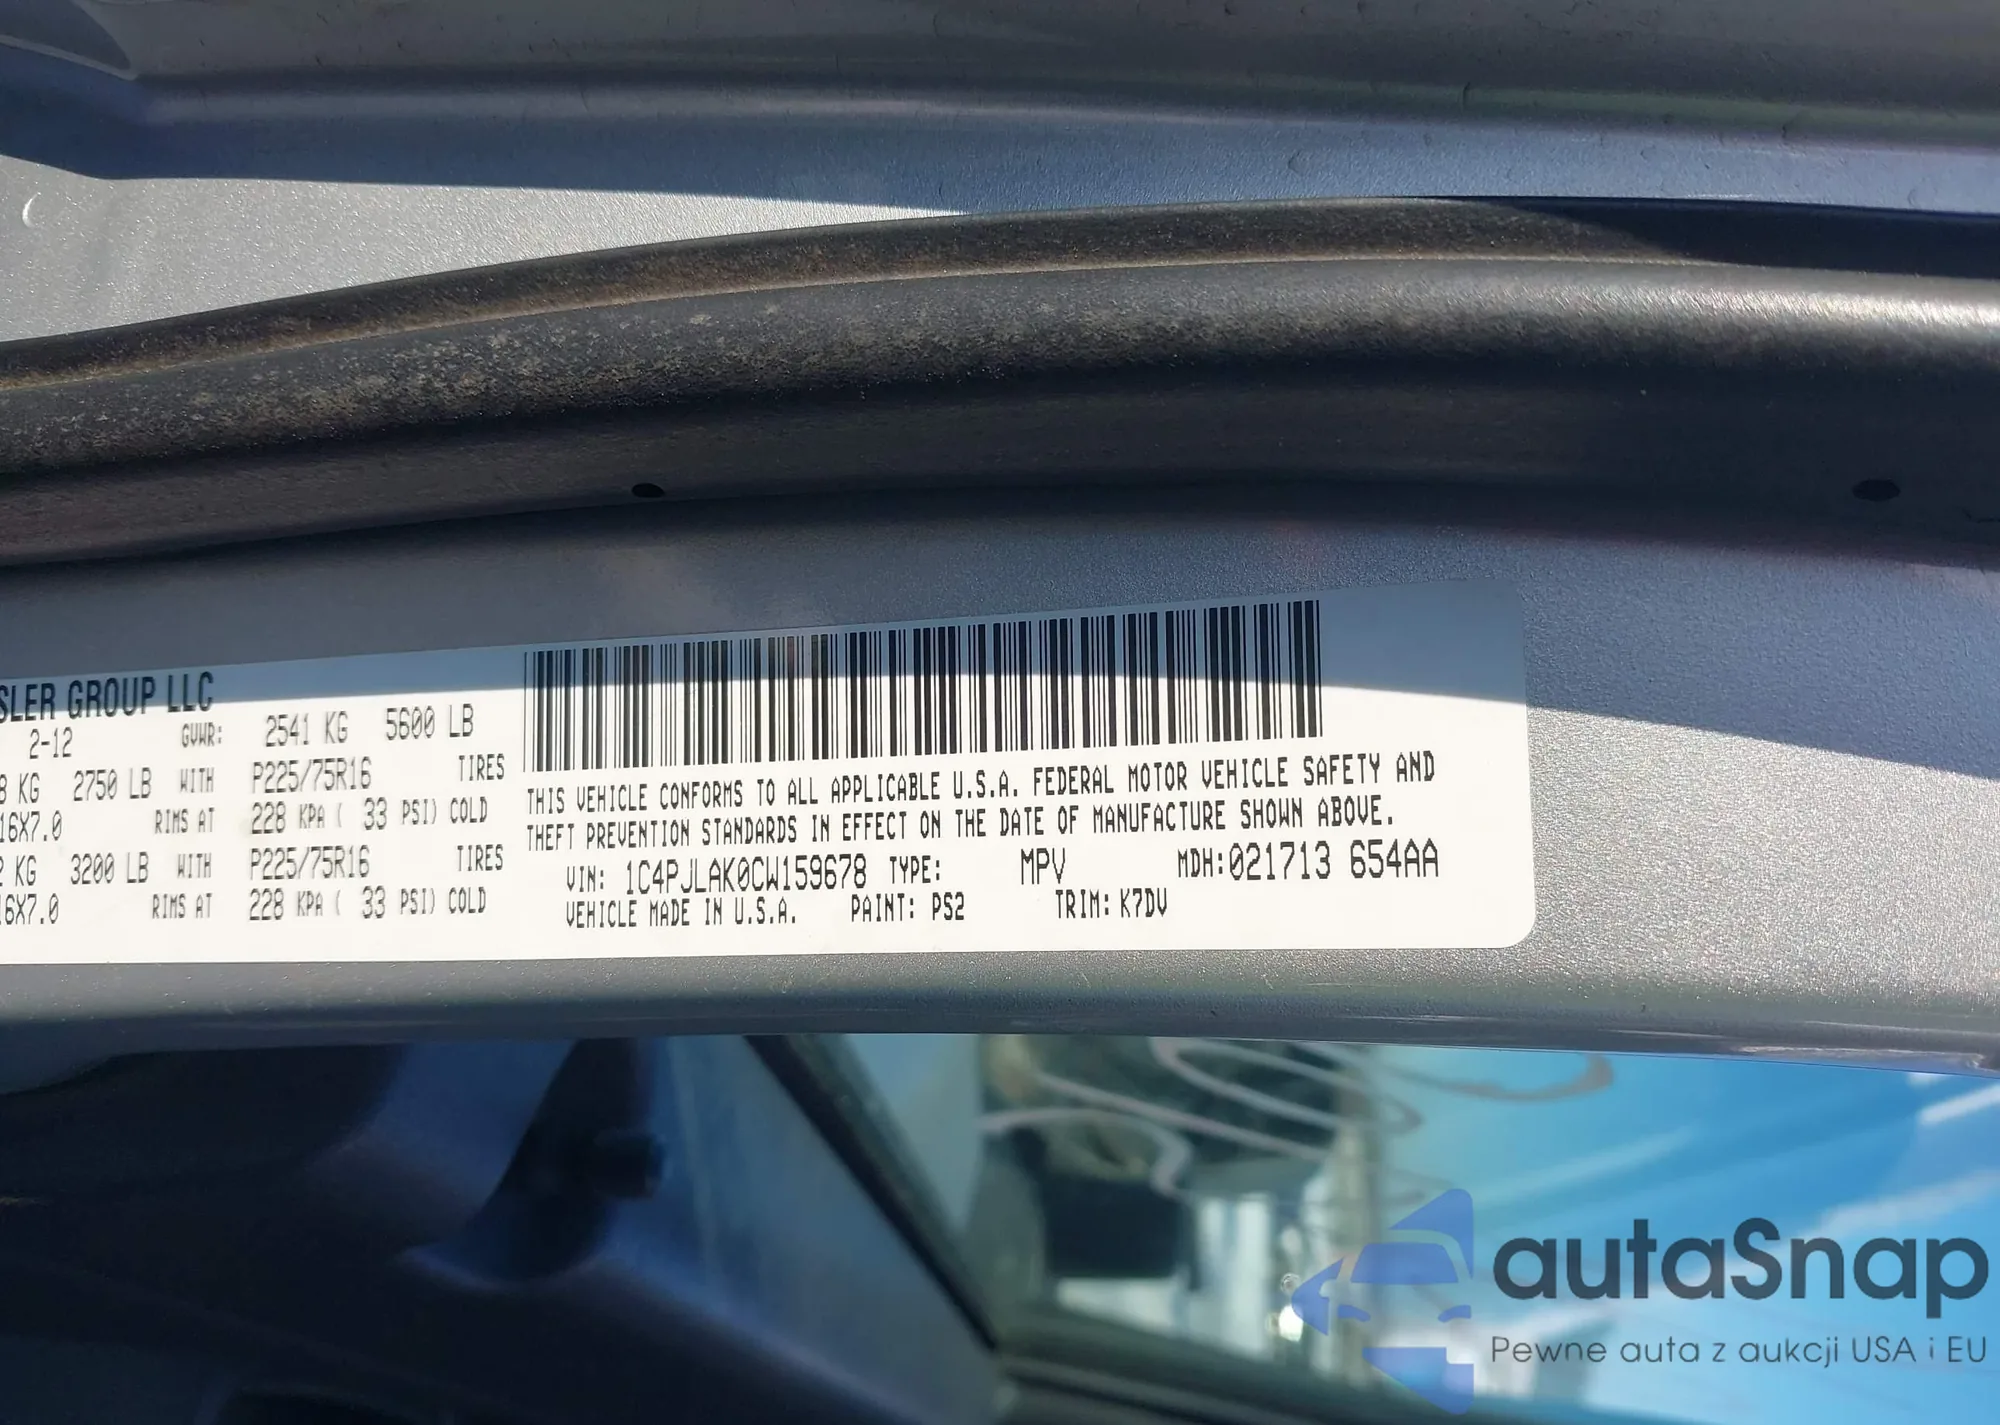 SLER GROUP LLC
2-12 GVWR: 2541 KG 5600 LB
8 KG 2750 LB WITH P225/75R16 TIRES
16X7.0 RIMS AT 228 KPA ( 33 PSI) COLD
2 KG 3200 LB WITH P225/75R16 TIRES
16X7.0 RIMS AT 228 KPA ( 33 PSI) COLD
THIS VEHICLE CONFORMS TO ALL APPLICABLE U.S.A. FEDERAL MOTOR VEHICLE SAFETY AND
THEFT PREVENTION STANDARDS IN EFFECT ON THE DATE OF MANUFACTURE SHOWN ABOVE.
VIN: 1C4PJLAK0CW159678 TYPE: MPV MDH:021713 654AA
VEHICLE MADE IN U.S.A. PAINT: PS2 TRIM: K7DV
autaSnap
Pewne auta z aukcji USA i EU